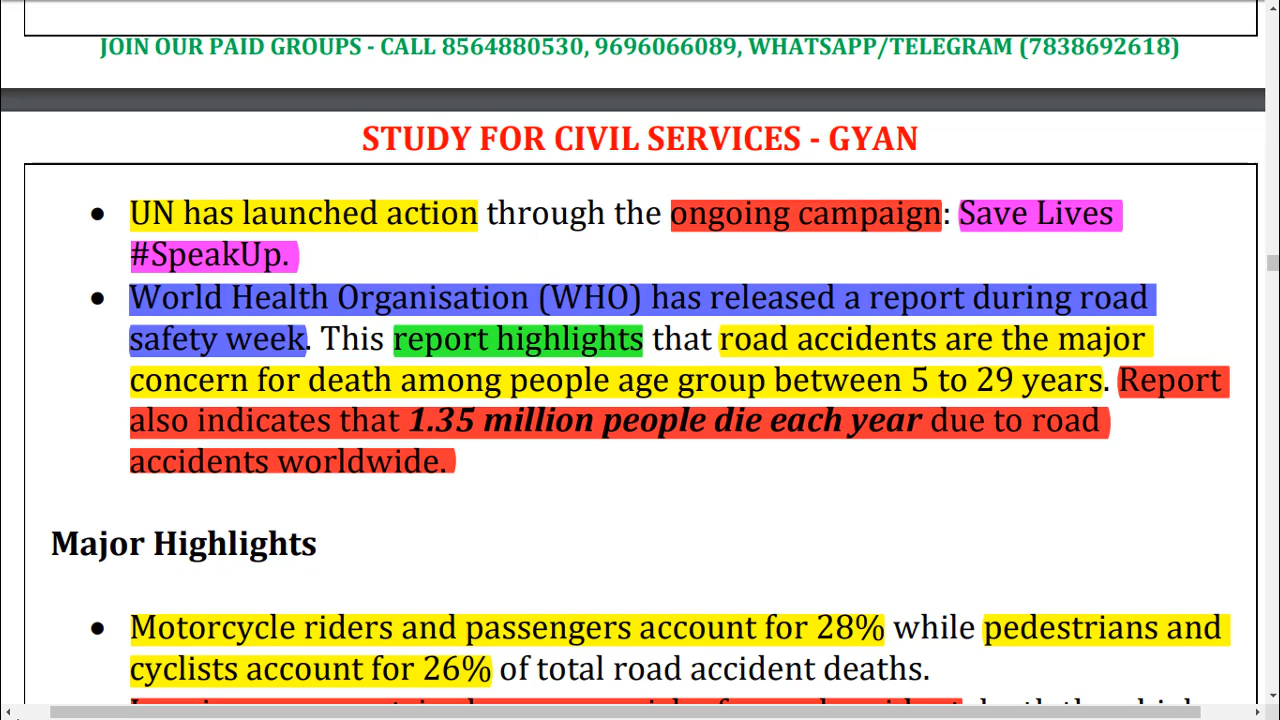 JOIN OUR PAID GROUPS - CALL 8564880530, 9696066089, WHATSAPP/TELEGRAM (7838692618)
STUDY FOR CIVIL SERVICES - GYAN
• UN has launched action through the ongoing campaign: Save Lives
#SpeakUp.
• World Health Organisation (WHO) has released a report during road
safety week. This report highlights that road accidents are the major
concern for death among people age group between 5 to 29 years. Report
also indicates that 1.35 million people die each year due to road
accidents worldwide.
Major Highlights
• Motorcycle riders and passengers account for 28% while pedestrians and
cyclists account for 26% of total road accident deaths.